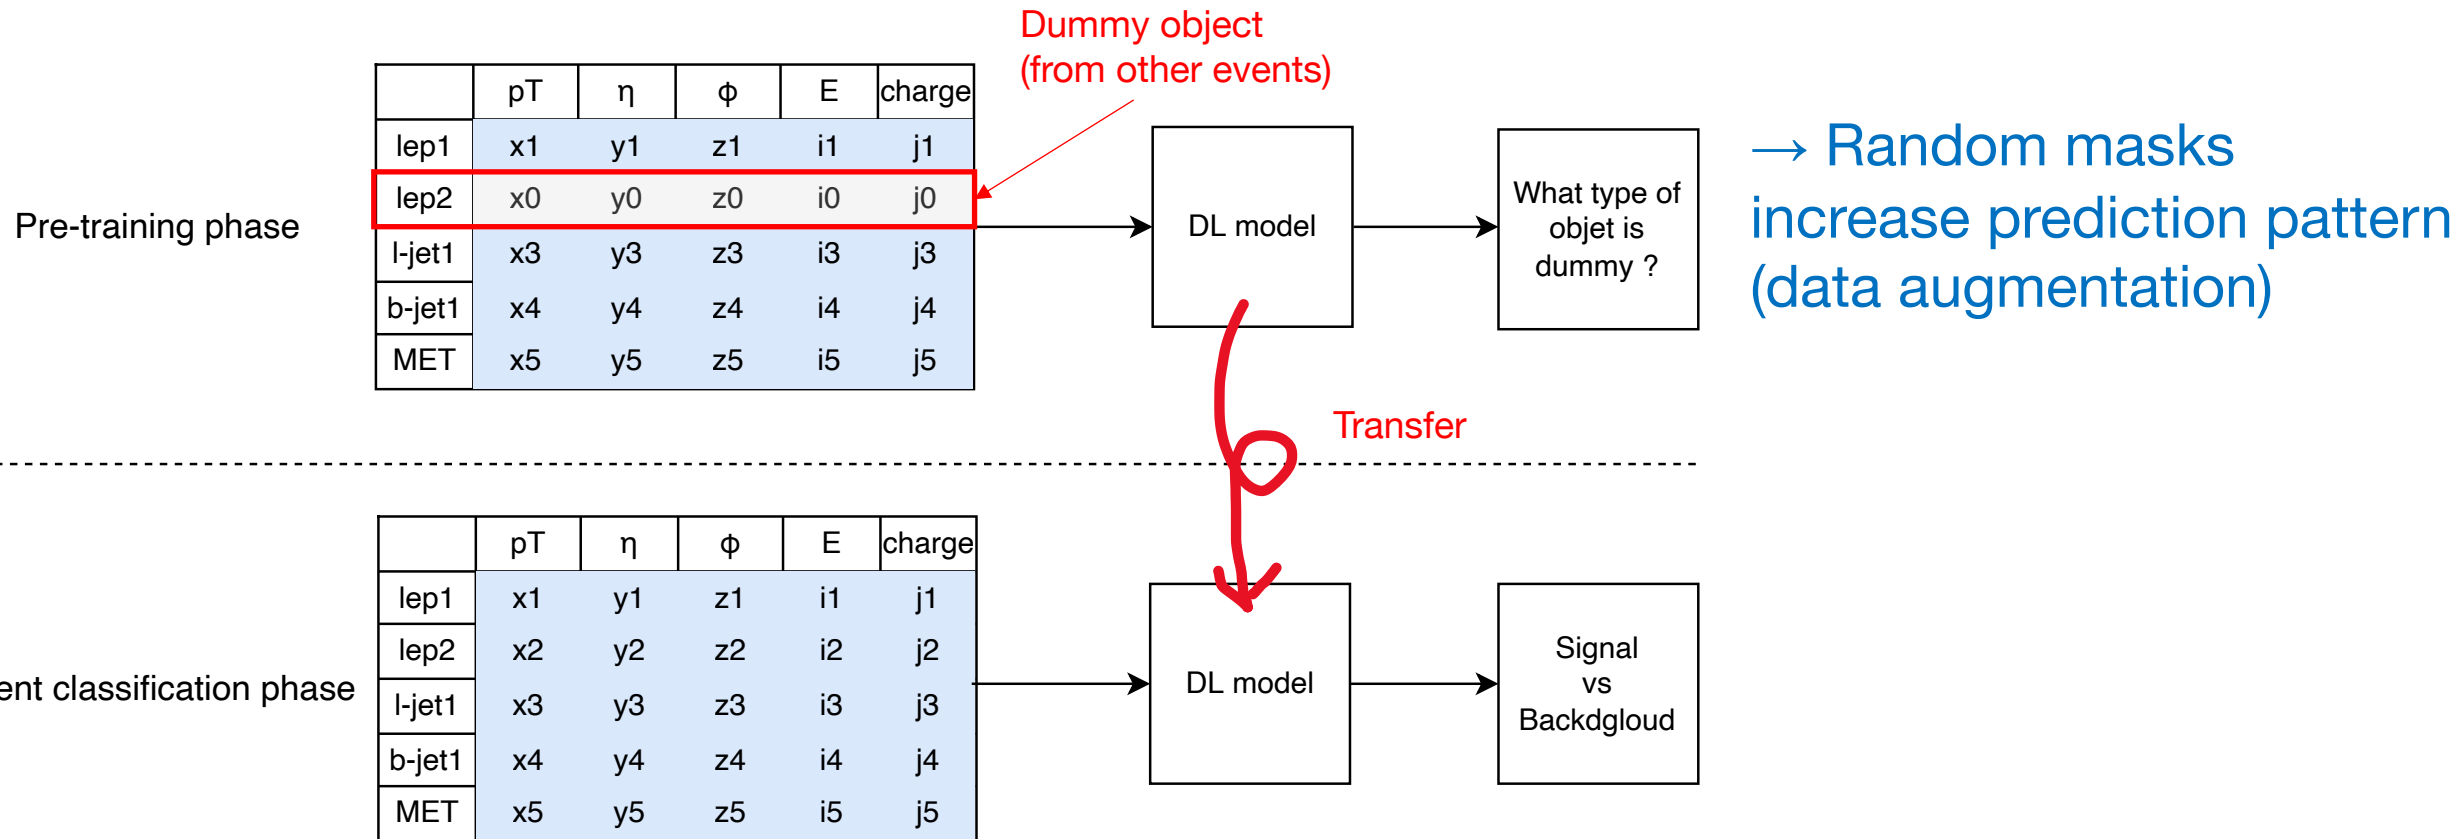 Dummy object
(from other events)
pT η ϕ E charge
lep1 x1 y1 z1 i1 j1
lep2 x0 y0 z0 i0 j0
l-jet1 x3 y3 z3 i3 j3
b-jet1 x4 y4 z4 i4 j4
MET x5 y5 z5 i5 j5
Pre-training phase
DL model
What type of
objet is
dummy ?
→ Random masks
increase prediction pattern
(data augmentation)
Transfer
pT η ϕ E charge
lep1 x1 y1 z1 i1 j1
lep2 x2 y2 z2 i2 j2
l-jet1 x3 y3 z3 i3 j3
b-jet1 x4 y4 z4 i4 j4
MET x5 y5 z5 i5 j5
ent classification phase
DL model
Signal
vs
Backdgloud